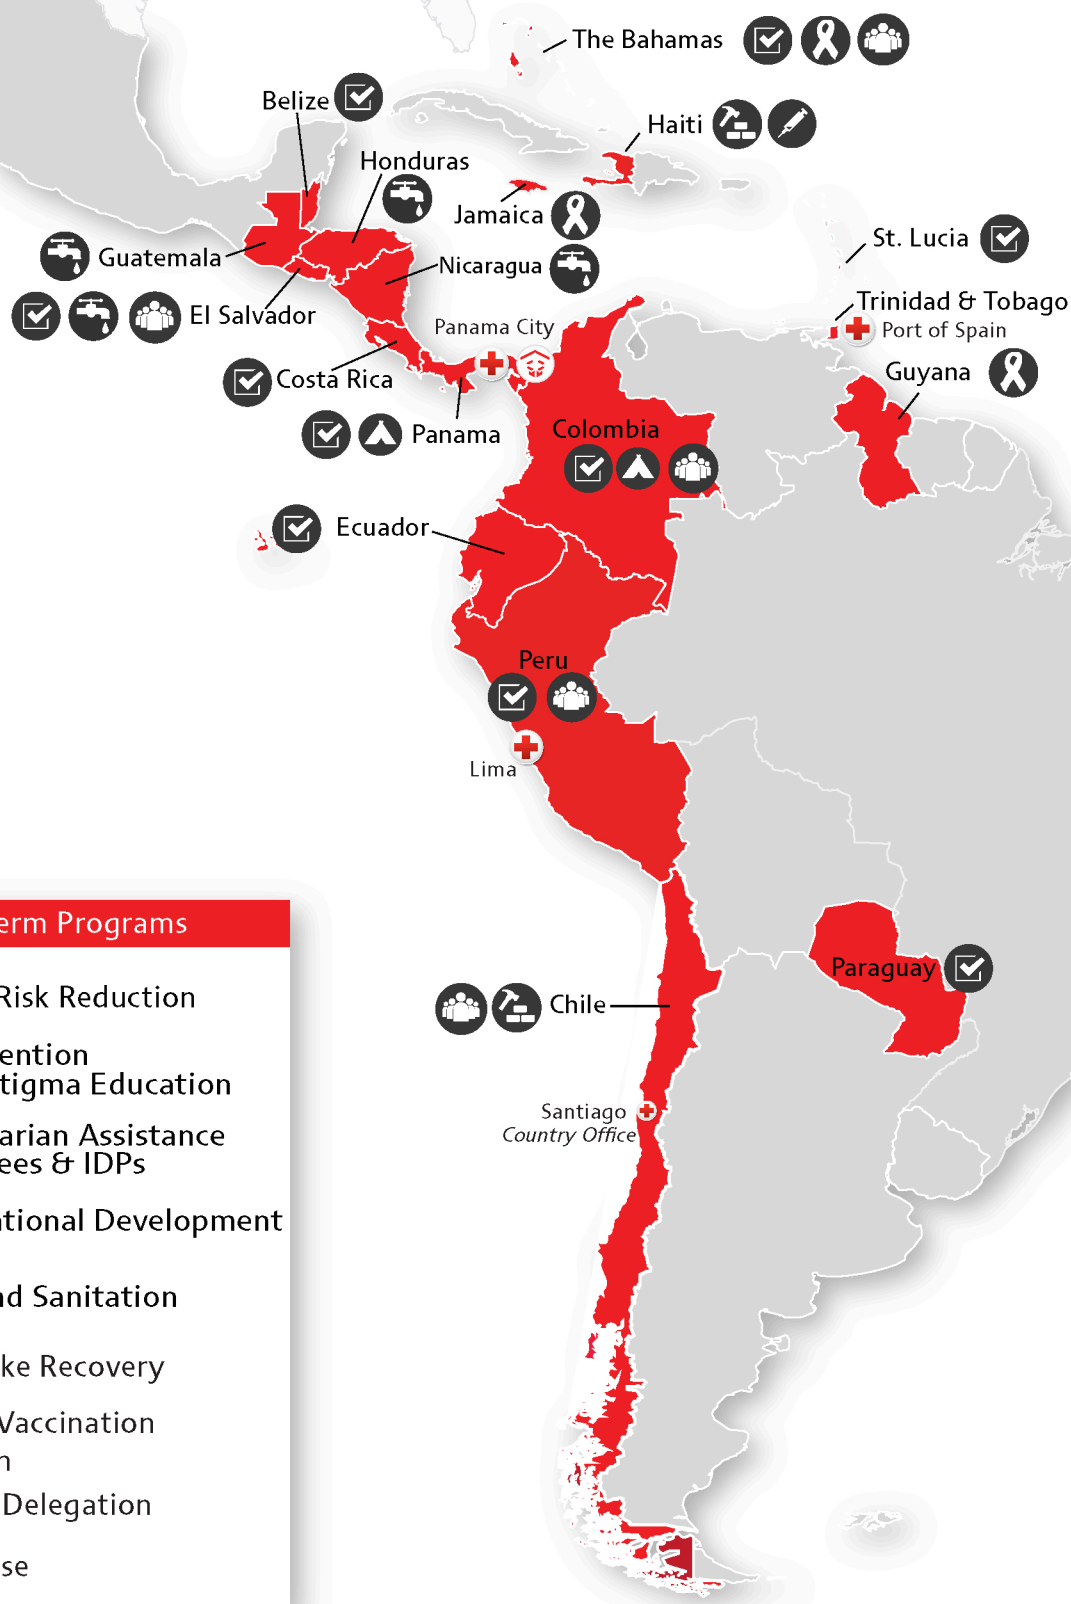 The Bahamas
Belize
Haiti
Honduras
Jamaica
St. Lucia
Guatemala
Nicaragua
El Salvador
Trinidad & Tobago
Panama City
Port of Spain
Costa Rica
Guyana
Panama
Colombia
Ecuador
Peru
Lima
erm Programs
Paraguay
Risk Reduction
Chile
ention
tigma Education
Santiago
Country Office
arian Assistance
ees & IDPs
ational Development
nd Sanitation
ke Recovery
Vaccination
n
Delegation
se